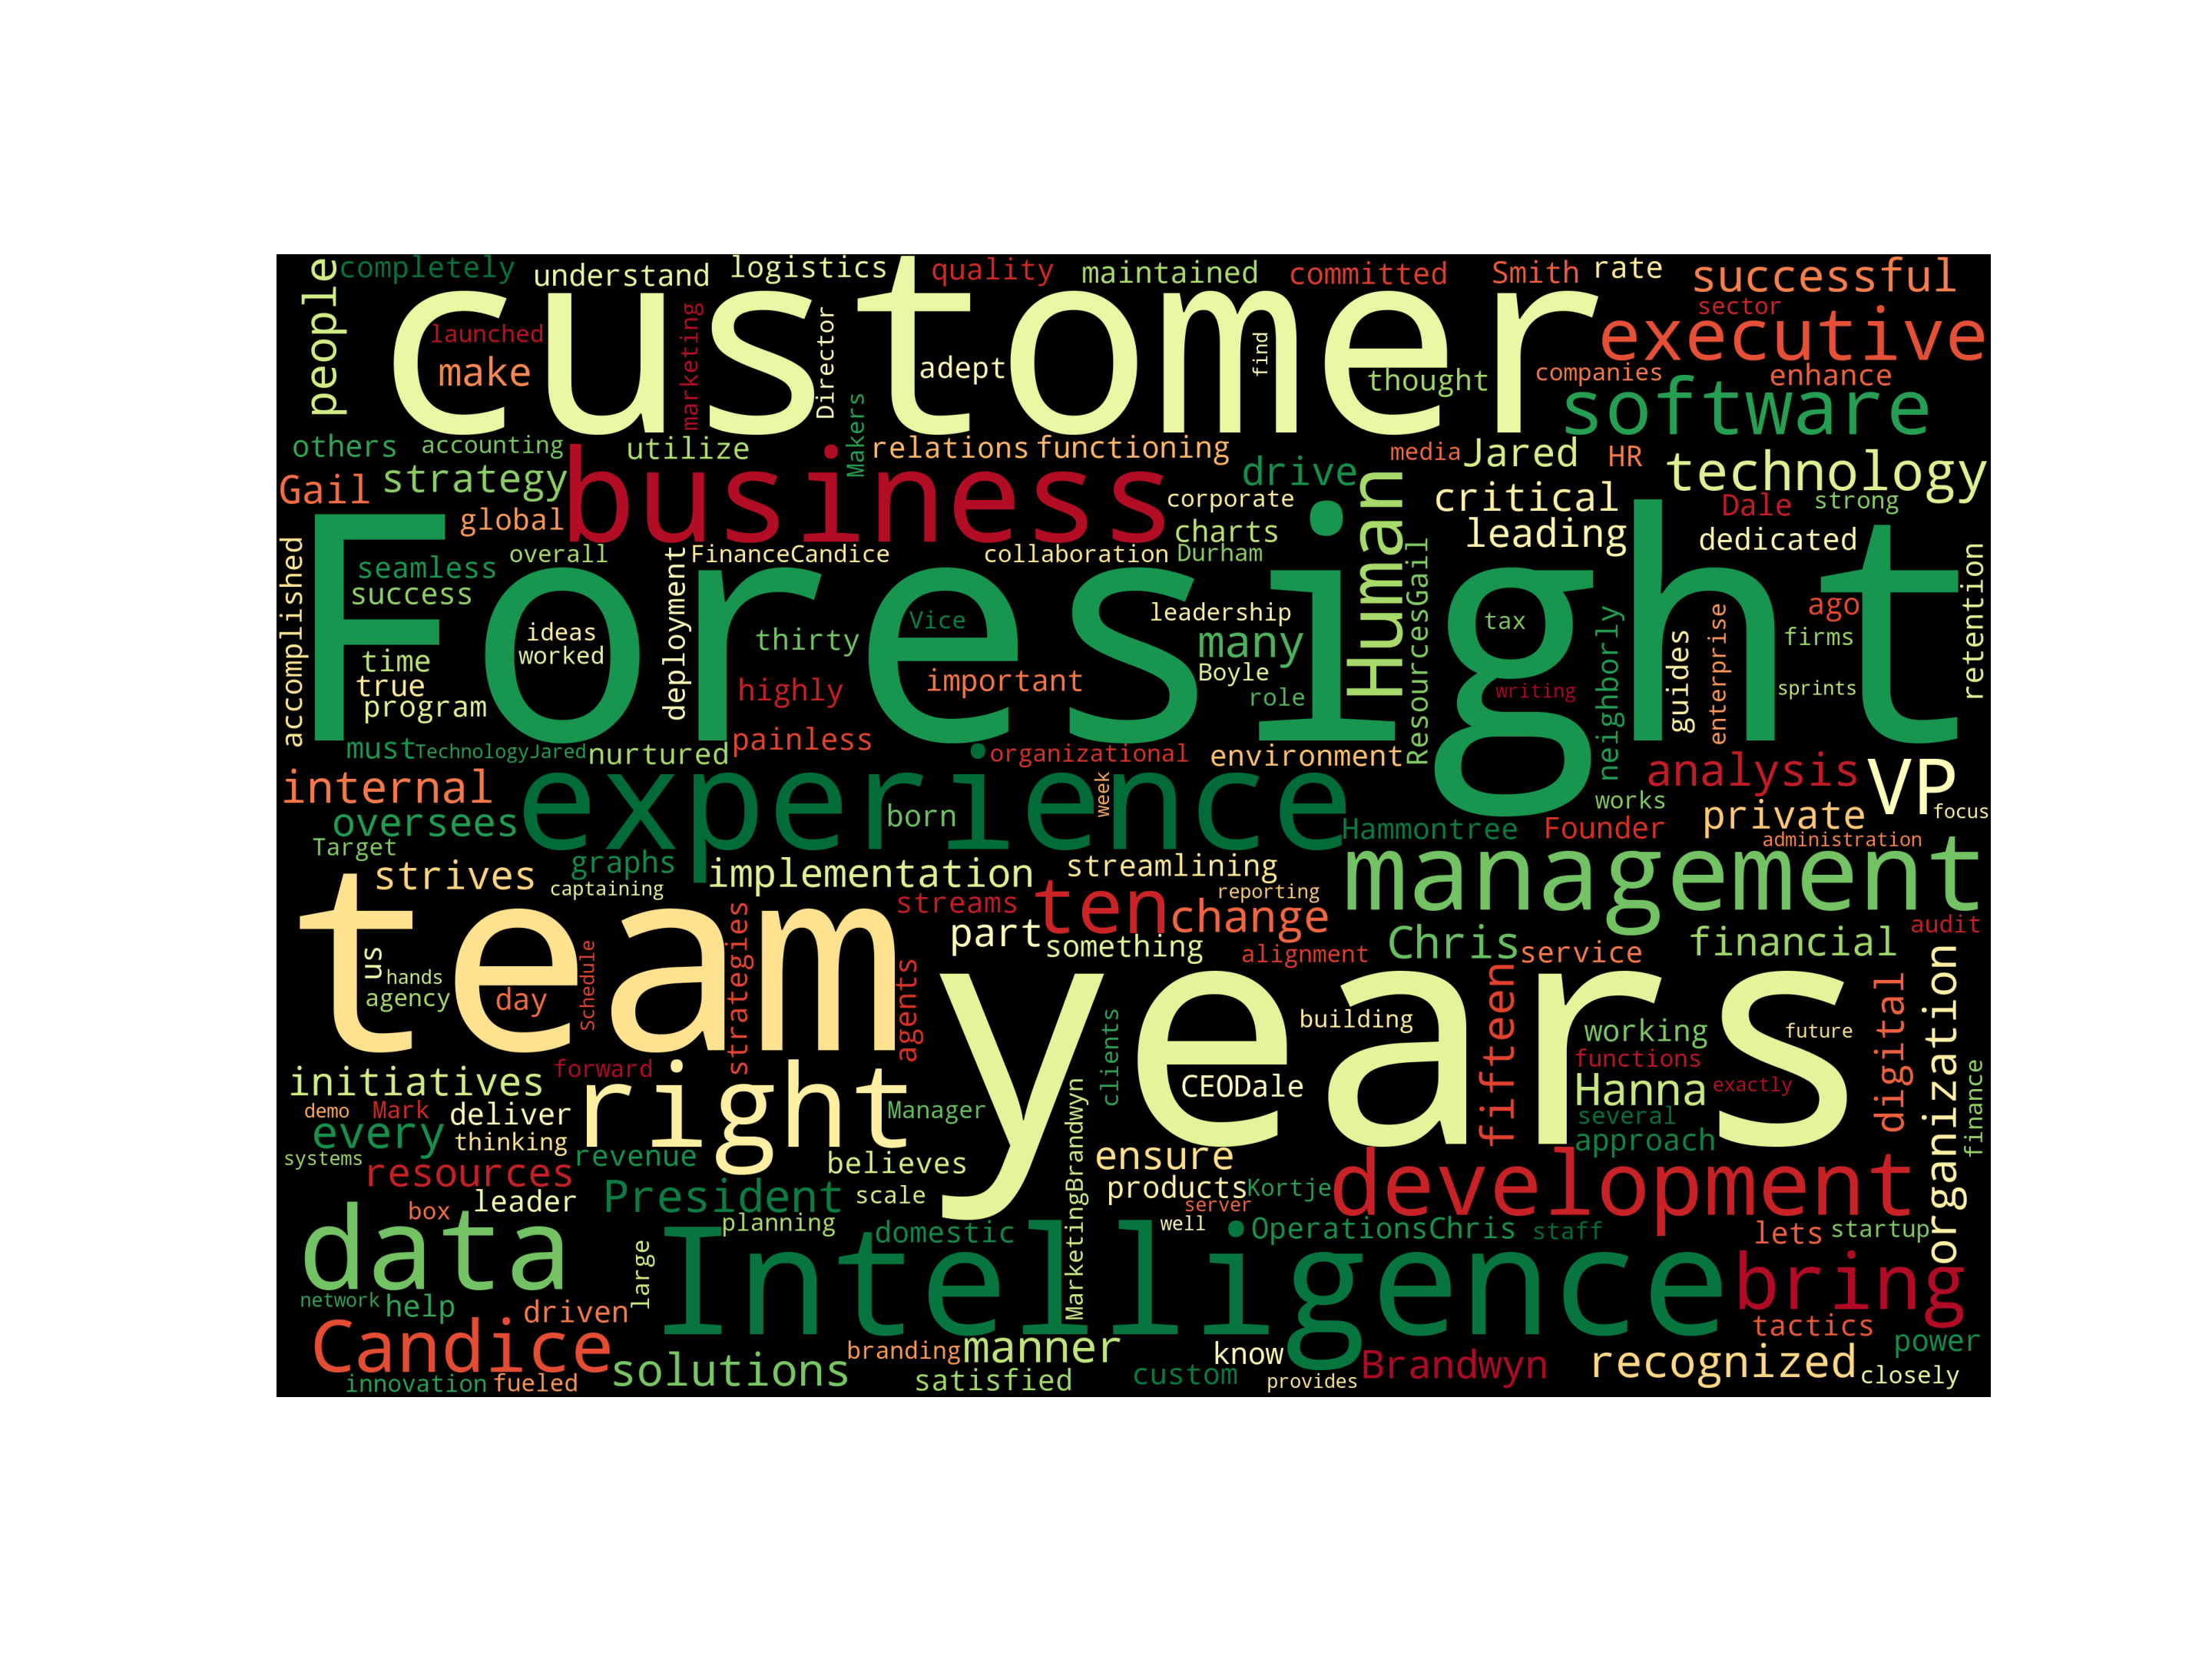 completely understand logistics quality maintained committed Smith rate successful
people customer sector
launched marketing Director adept find thought companies executive
make enhance
software
others accounting utilize Makers relations functioning media Jared HR
Gail strategy business drive Human critical technology
global corporate charts leading Dale strong
accomplished overall deployment FinanceCandice collaboration Durham ResourcesGail dedicated retention
seamless
success Foresight leadership ago
ideas thirty Vice many tax neighborly guides enterprise firms
time worked Boyle
true highly important role writing sprints
program
must TechnologyJared nurtured painless organizational environment
internal experience week analysis VP
oversees born works private focus
Target Hammontree Founder administration
strives graphs implementation streamlining management
captaining reporting
team streams ten change
part something alignment Chris service financial audit
us hands Schedule strategies agents years fifteen digital organization
agency day clients building working future
forward functions
initiatives right CEODale Hanna exactly
demo Mark deliver Manager MarketingBrandwyn several finance
every thinking approach
systems resources revenue believes ensure development
leader President scale products Kortje
box server
data planning domestic well OperationsChris staff lets startup
large Intelligence bring
network help driven tactics
Candice branding manner know power
solutions Brandwyn recognized closely
innovation fueled satisfied custom provides